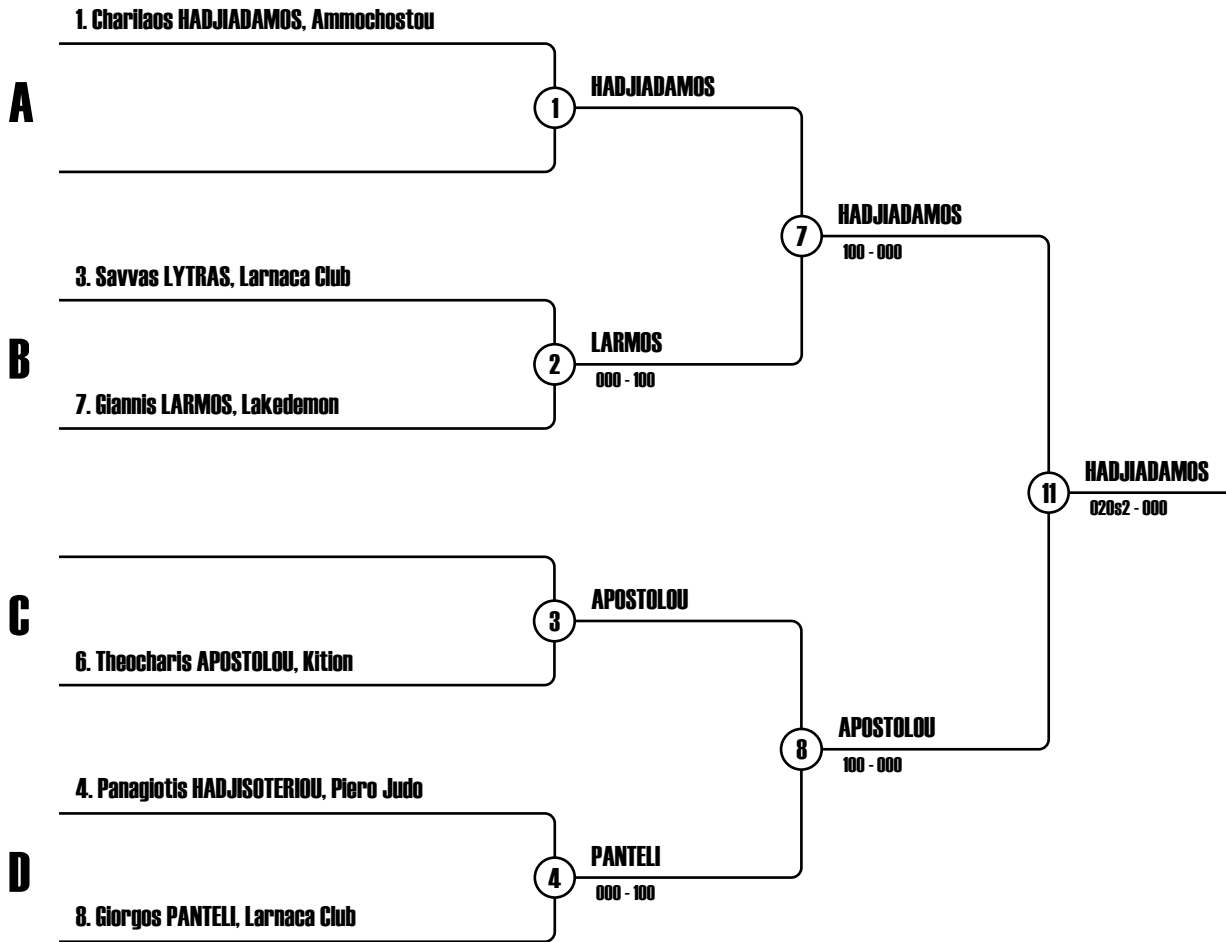 1. Charilaos HADJIADAMOS, Ammochostou
A
1
HADJIADAMOS
7
HADJIADAMOS
100 - 000
3. Savvas LYTRAS, Larnaca Club
B
2
LARMOS
000 - 100
7. Giannis LARMOS, Lakedemon
11
HADJIADAMOS
020s2 - 000
C
3
APOSTOLOU
6. Theocharis APOSTOLOU, Kition
8
APOSTOLOU
100 - 000
4. Panagiotis HADJISOTERIOU, Piero Judo
D
4
PANTELI
000 - 100
8. Giorgos PANTELI, Larnaca Club